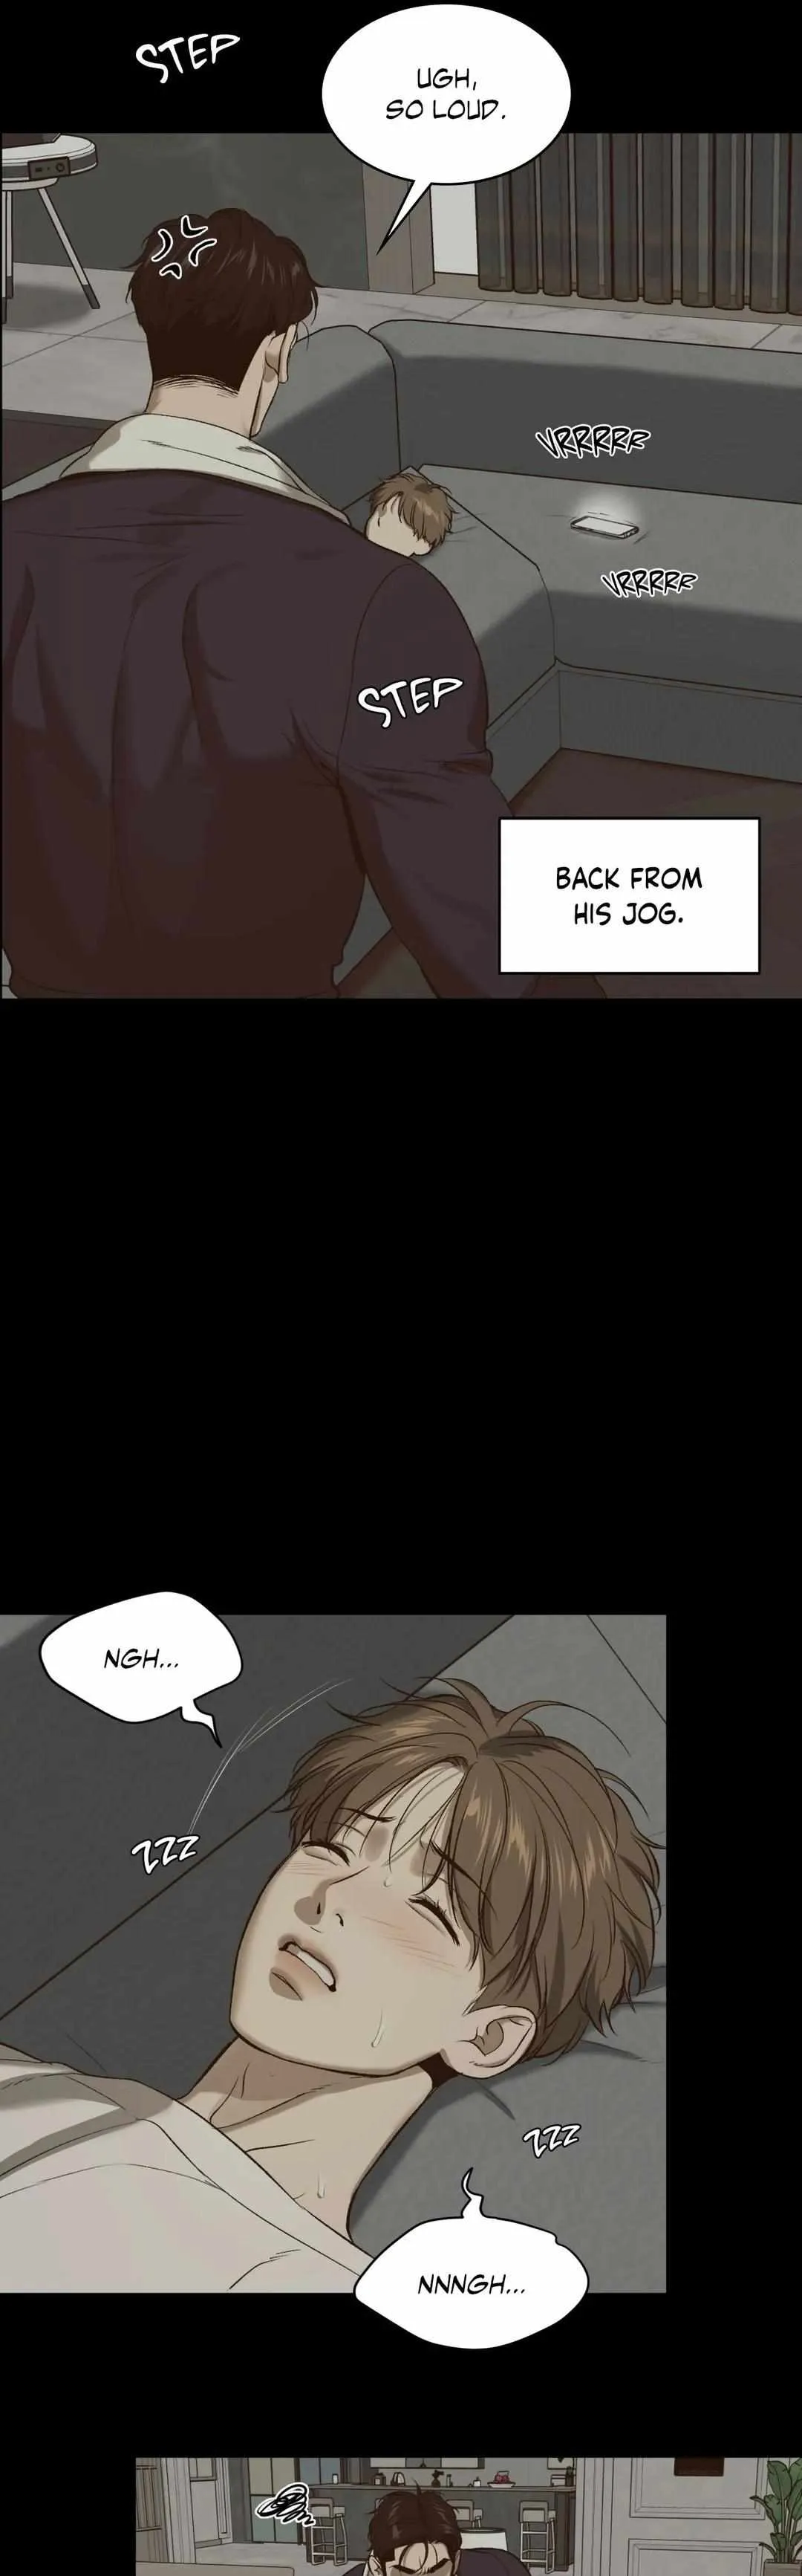 STEP
UGH,
SO LOUD.
VRRRRR
VRRRRR
STEP
BACK FROM
HIS JOG.
NGH...
ZZZ
ZZZ
NNNGH...